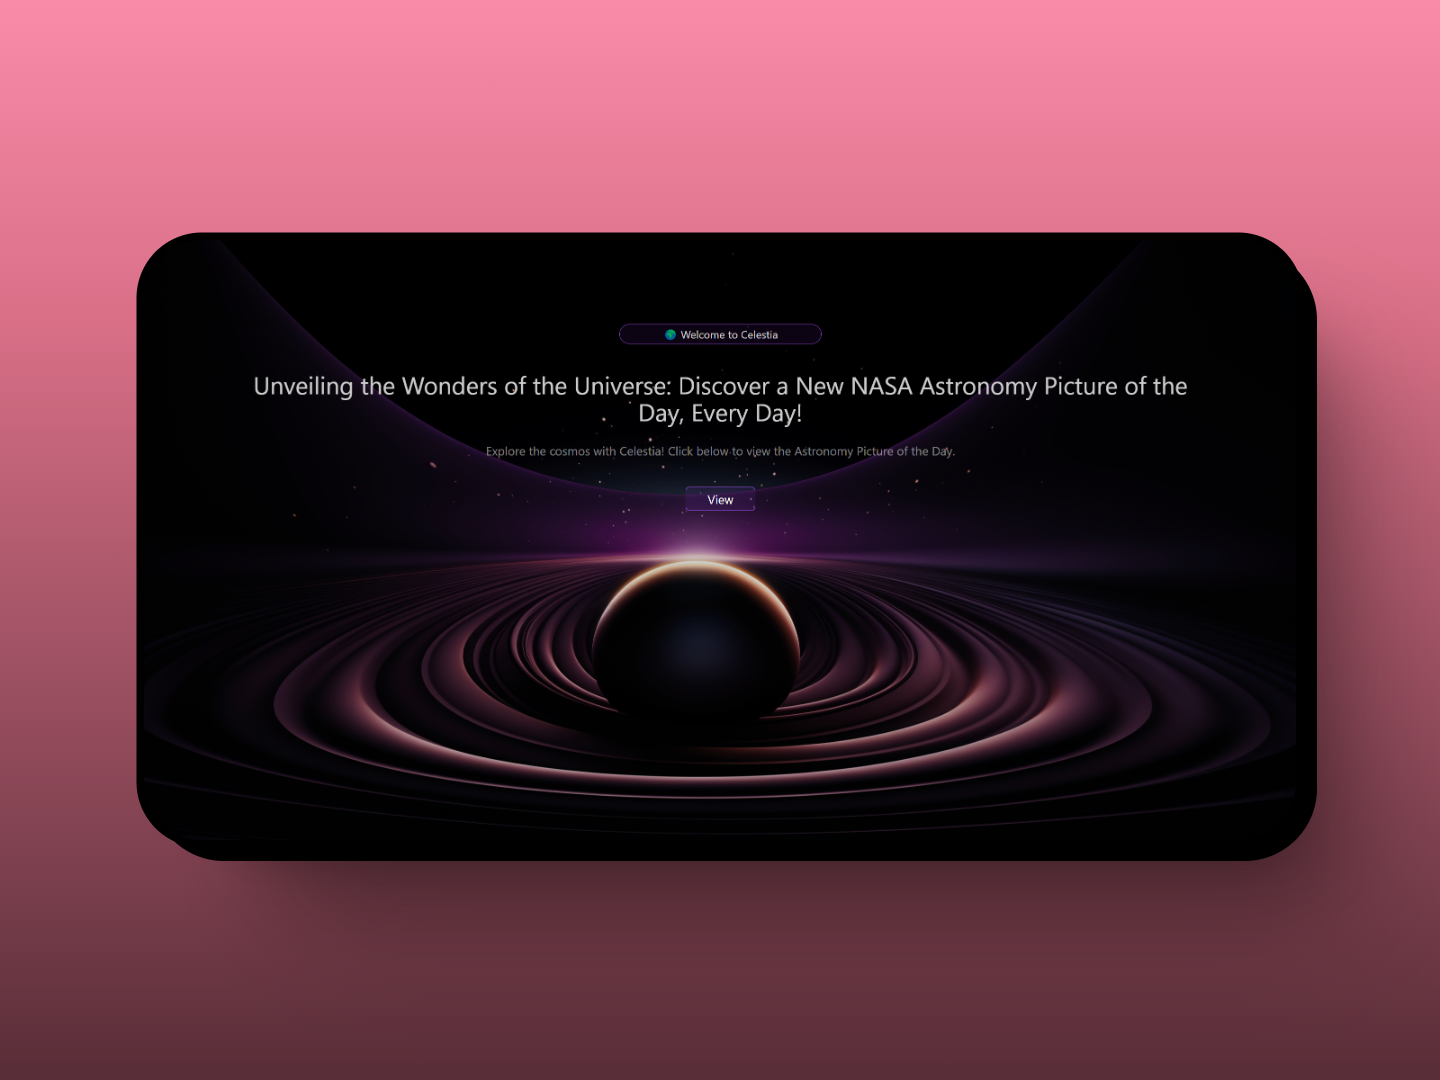 Welcome to Celestia
Unveiling the Wonders of the Universe: Discover a New NASA Astronomy Picture of the
Day, Every Day!
Explore the cosmos with Celestia! Click below to view the Astronomy Picture of the Day.
View